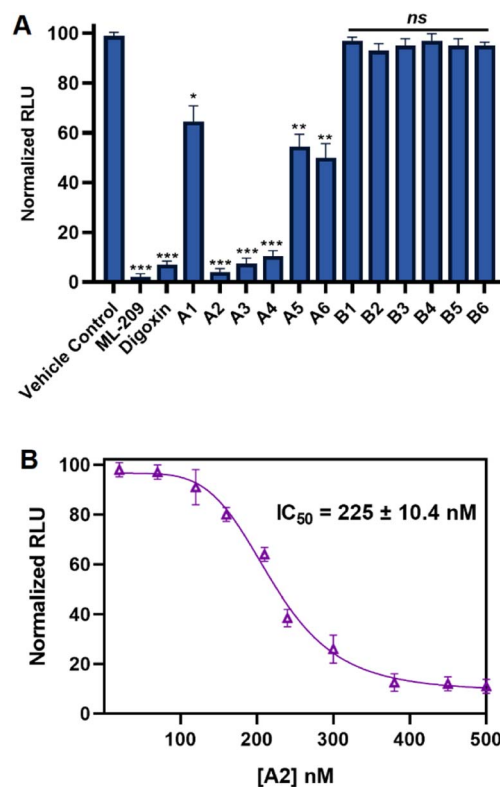 A
ns
100
80
60
40
20
0
Normalized RLU
***
***
*
***
***
***
**
**
Vehicle Control
ML-209
Digoxin
A1
A2
A3
A4
A5
A6
B1
B2
B3
B4
B5
B6
B
100
80
60
40
20
0
Normalized RLU
IC50 = 225 ± 10.4 nM
100
200
300
400
500
[A2] nM